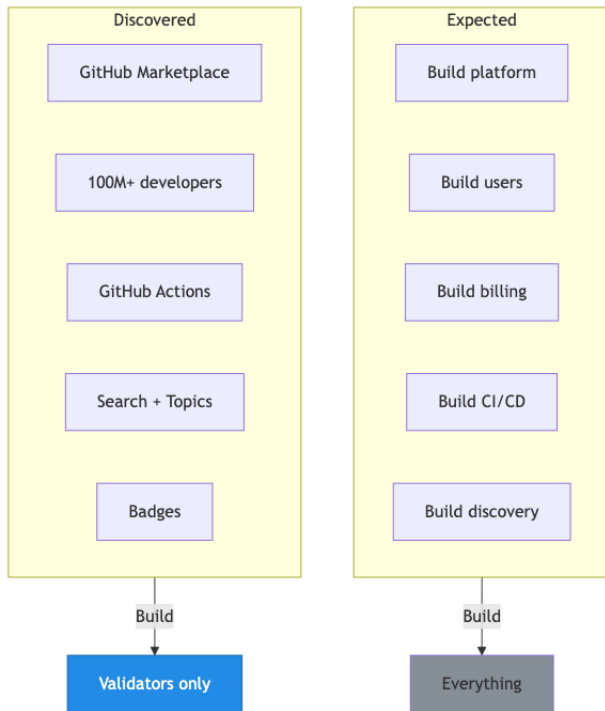 Discovered
GitHub Marketplace
100M+ developers
GitHub Actions
Search + Topics
Badges
Build
Validators only
Expected
Build platform
Build users
Build billing
Build CI/CD
Build discovery
Build
Everything